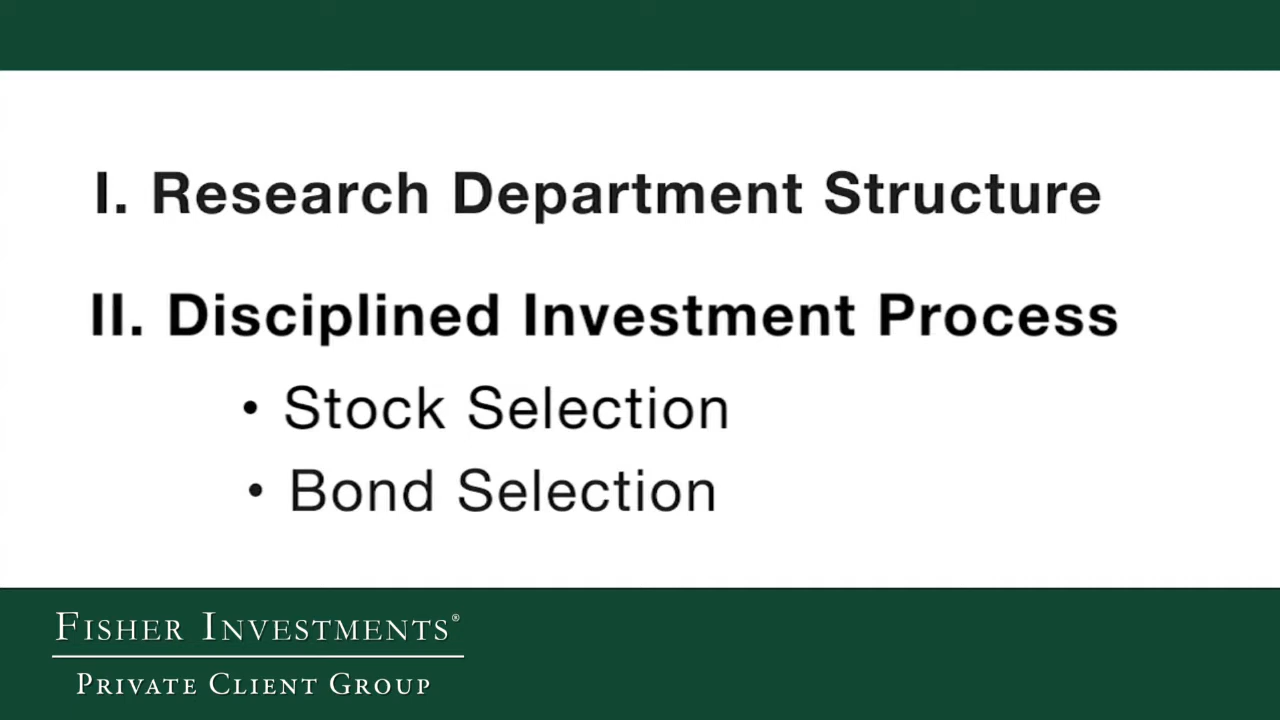 I. Research Department Structure
II. Disciplined Investment Process
• Stock Selection
• Bond Selection
FISHER INVESTMENTS®
PRIVATE CLIENT GROUP